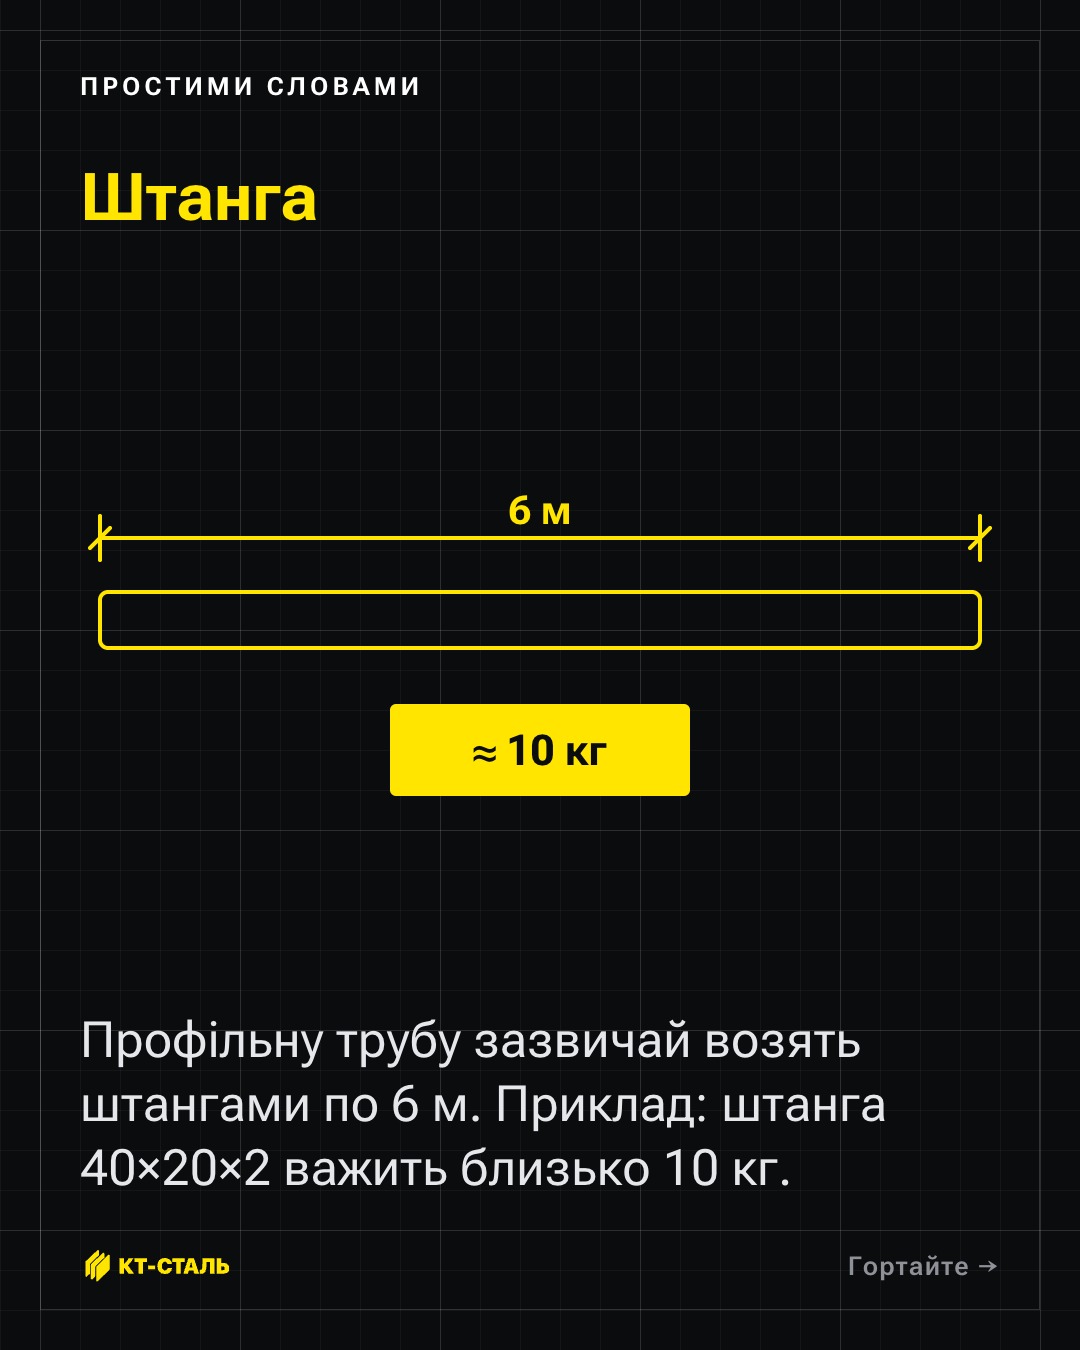 ПРОСТИМИ СЛОВАМИ
Штанга
6 м
≈ 10 кг
Профільну трубу зазвичай возять
штангами по 6 м. Приклад: штанга
40×20×2 важить близько 10 кг.
КТ-СТАЛЬ
Гортайте →